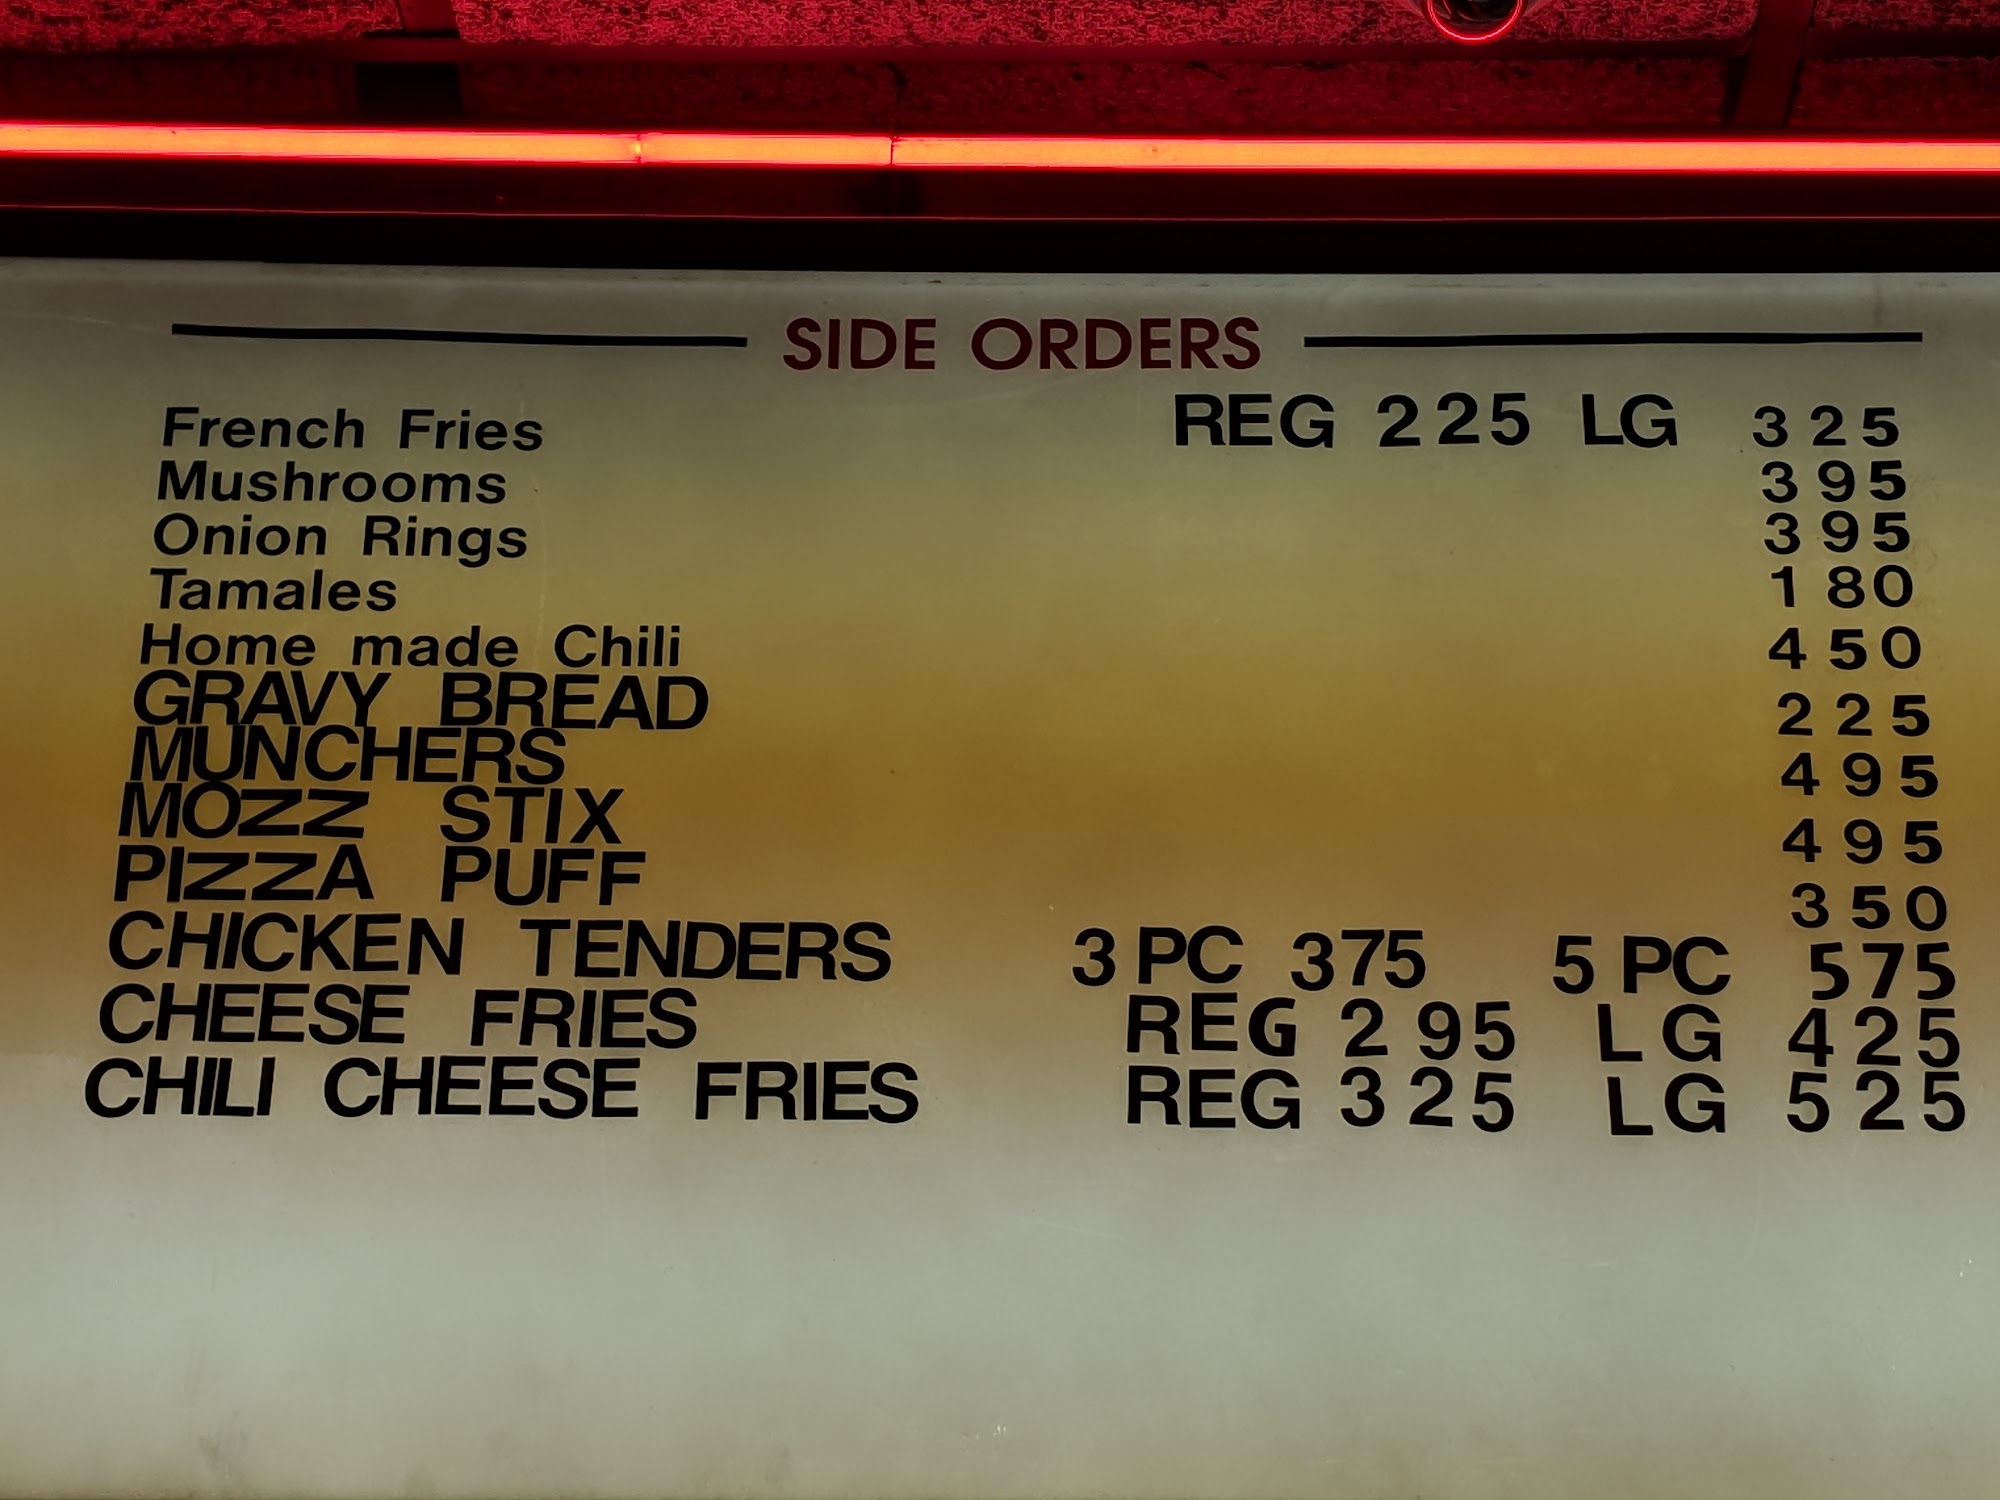 SIDE ORDERS
French Fries REG 225 LG 325
Mushrooms 395
Onion Rings 395
Tamales 180
Home made Chili 450
GRAVY BREAD 225
MUNCHERS 495
MOZZ STIX 495
PIZZA PUFF 350
CHICKEN TENDERS 3 PC 375 5 PC 575
CHEESE FRIES REG 295 LG 425
CHILI CHEESE FRIES REG 325 LG 525